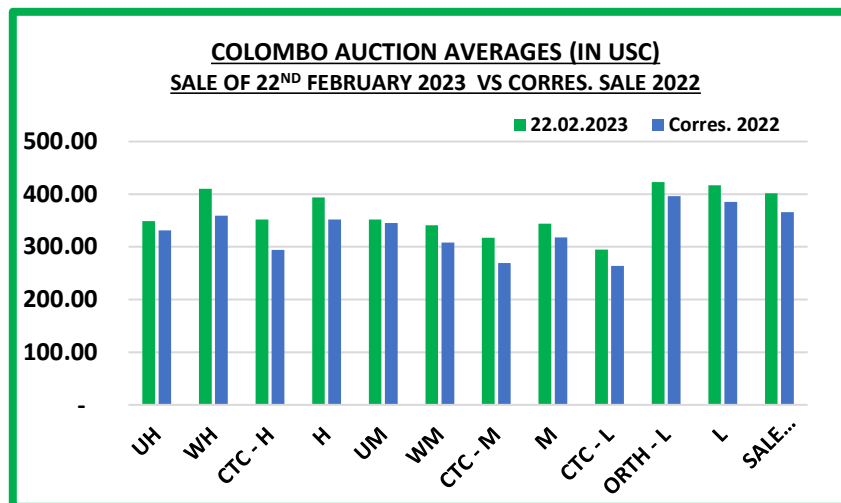 COLOMBO AUCTION AVERAGES (IN USC)
SALE OF 22ND FEBRUARY 2023 VS CORRES. SALE 2022
22.02.2023 Corres. 2022
500.00
400.00
300.00
200.00
100.00
-
UH
WH
CTC - H
H
UM
WM
CTC - M
M
CTC - L
ORTH - L
L
SALE...